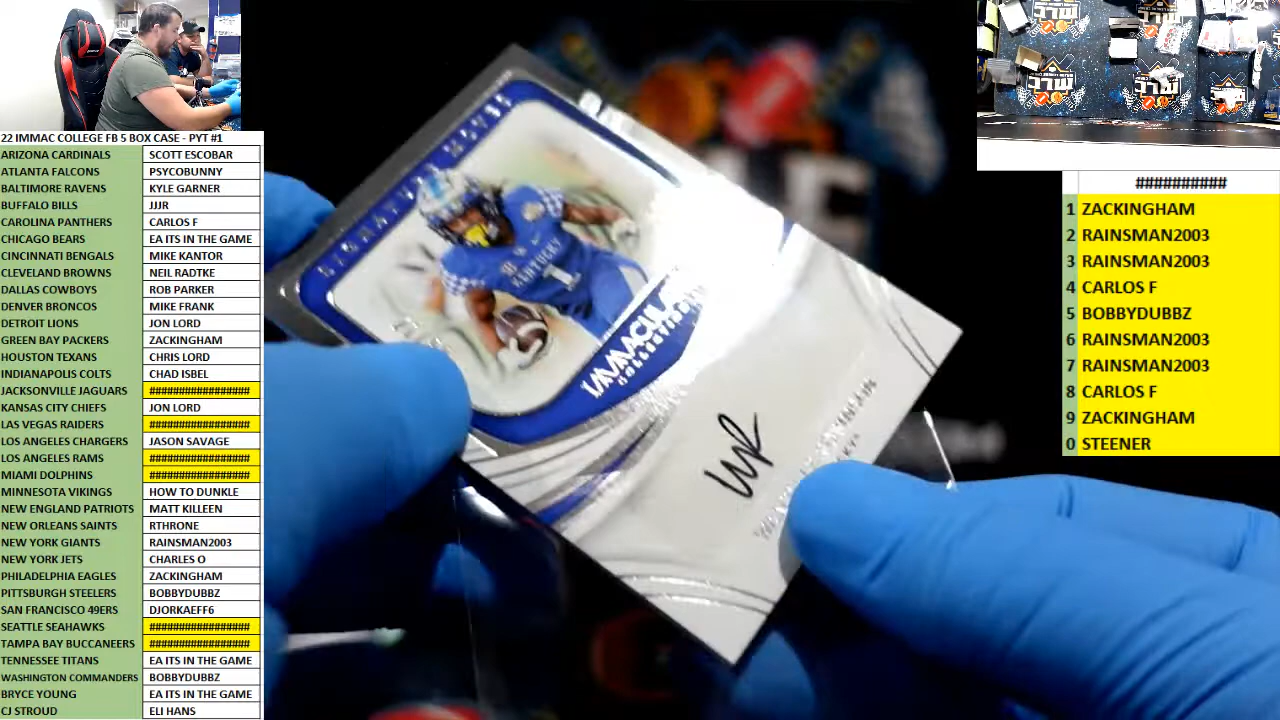 22 IMMAC COLLEGE FB 5 BOX CASE - PYT #1
ARIZONA CARDINALS SCOTT ESCOBAR
ATLANTA FALCONS PSYCOBUNNY
BALTIMORE RAVENS KYLE GARNER
BUFFALO BILLS JJJR
CAROLINA PANTHERS CARLOS F
CHICAGO BEARS EA ITS IN THE GAME
CINCINNATI BENGALS MIKE KANTOR
CLEVELAND BROWNS NEIL RADTKE
DALLAS COWBOYS ROB PARKER
DENVER BRONCOS MIKE FRANK
DETROIT LIONS JON LORD
GREEN BAY PACKERS ZACKINGHAM
HOUSTON TEXANS CHRIS LORD
INDIANAPOLIS COLTS CHAD ISBEL
JACKSONVILLE JAGUARS #################
KANSAS CITY CHIEFS JON LORD
LAS VEGAS RAIDERS #################
LOS ANGELES CHARGERS JASON SAVAGE
LOS ANGELES RAMS #################
MIAMI DOLPHINS #################
MINNESOTA VIKINGS HOW TO DUNKLE
NEW ENGLAND PATRIOTS MATT KILLEEN
NEW ORLEANS SAINTS RTHRONE
NEW YORK GIANTS RAINSMAN2003
NEW YORK JETS CHARLES O
PHILADELPHIA EAGLES ZACKINGHAM
PITTSBURGH STEELERS BOBBYDUBBZ
SAN FRANCISCO 49ERS DJORKAEFF6
SEATTLE SEAHAWKS #################
TAMPA BAY BUCCANEERS #################
TENNESSEE TITANS EA ITS IN THE GAME
WASHINGTON COMMANDERS BOBBYDUBBZ
BRYCE YOUNG EA ITS IN THE GAME
CJ STROUD ELI HANS
SIGNATURE MOVES
KENTUCKY
1
IMMACULATE
COLLECTION
WR
##########
1 ZACKINGHAM
2 RAINSMAN2003
3 RAINSMAN2003
4 CARLOS F
5 BOBBYDUBBZ
6 RAINSMAN2003
7 RAINSMAN2003
8 CARLOS F
9 ZACKINGHAM
0 STEENER